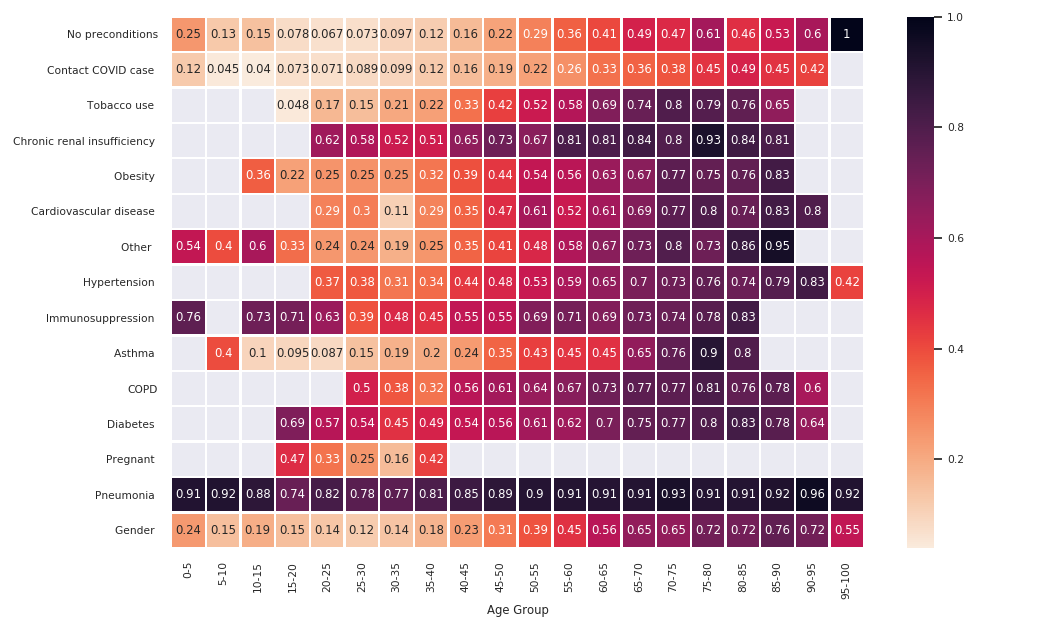 No preconditions 0.25 0.13 0.15 0.078 0.067 0.073 0.097 0.12 0.16 0.22 0.29 0.36 0.41 0.49 0.47 0.61 0.46 0.53 0.6 1
Contact COVID case 0.12 0.045 0.04 0.073 0.071 0.089 0.099 0.12 0.16 0.19 0.22 0.26 0.33 0.36 0.38 0.45 0.49 0.45 0.42
Tobacco use 0.048 0.17 0.15 0.21 0.22 0.33 0.42 0.52 0.58 0.69 0.74 0.8 0.79 0.76 0.65
Chronic renal insufficiency 0.62 0.58 0.52 0.51 0.65 0.73 0.67 0.81 0.81 0.84 0.8 0.93 0.84 0.81
Obesity 0.36 0.22 0.25 0.25 0.25 0.32 0.39 0.44 0.54 0.56 0.63 0.67 0.77 0.75 0.76 0.83
Cardiovascular disease 0.29 0.3 0.11 0.29 0.35 0.47 0.61 0.52 0.61 0.69 0.77 0.8 0.74 0.83 0.8
Other 0.54 0.4 0.6 0.33 0.24 0.24 0.19 0.25 0.35 0.41 0.48 0.58 0.67 0.73 0.8 0.73 0.86 0.95
Hypertension 0.37 0.38 0.31 0.34 0.44 0.48 0.53 0.59 0.65 0.7 0.73 0.76 0.74 0.79 0.83 0.42
Immunosuppression 0.76 0.73 0.71 0.63 0.39 0.48 0.45 0.55 0.55 0.69 0.71 0.69 0.73 0.74 0.78 0.83
Asthma 0.4 0.1 0.095 0.087 0.15 0.19 0.2 0.24 0.35 0.43 0.45 0.45 0.65 0.76 0.9 0.8
COPD 0.5 0.38 0.32 0.56 0.61 0.64 0.67 0.73 0.77 0.77 0.81 0.76 0.78 0.6
Diabetes 0.69 0.57 0.54 0.45 0.49 0.54 0.56 0.61 0.62 0.7 0.75 0.77 0.8 0.83 0.78 0.64
Pregnant 0.47 0.33 0.25 0.16 0.42
Pneumonia 0.91 0.92 0.88 0.74 0.82 0.78 0.77 0.81 0.85 0.89 0.9 0.91 0.91 0.91 0.93 0.91 0.91 0.92 0.96 0.92
Gender 0.24 0.15 0.19 0.15 0.14 0.12 0.14 0.18 0.23 0.31 0.39 0.45 0.56 0.65 0.65 0.72 0.72 0.76 0.72 0.55
0-5 5-10 10-15 15-20 20-25 25-30 30-35 35-40 40-45 45-50 50-55 55-60 60-65 65-70 70-75 75-80 80-85 85-90 90-95 95-100
Age Group
1.0
0.8
0.6
0.4
0.2